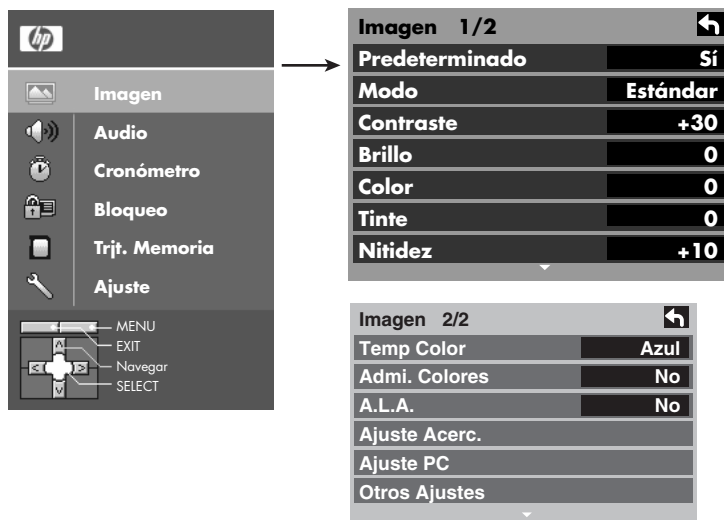 hp
Imagen
Audio
Cronómetro
Bloqueo
Trjt. Memoria
Ajuste
MENU
EXIT
Navegar
SELECT
Imagen 1/2
Predeterminado Sí
Modo Estándar
Contraste +30
Brillo 0
Color 0
Tinte 0
Nitidez +10
Imagen 2/2
Temp Color Azul
Admi. Colores No
A.L.A. No
Ajuste Acerc.
Ajuste PC
Otros Ajustes